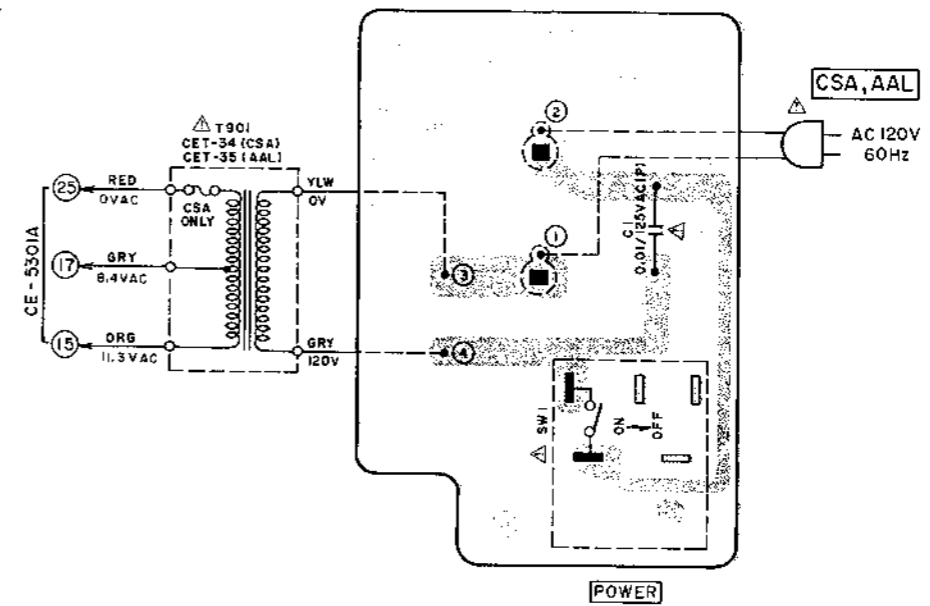 CSA, AAL
AC 120V
60Hz
T901
CET-34 (CSA)
CET-35 (AAL)
CE-5301A
25
RED
0VAC
CSA
ONLY
YLW
0V
17
GRY
8.4VAC
15
ORG
11.3VAC
GRY
120V
2
1
3
4
C1
0.01/125VAC(P)
SW1
ON
OFF
POWER